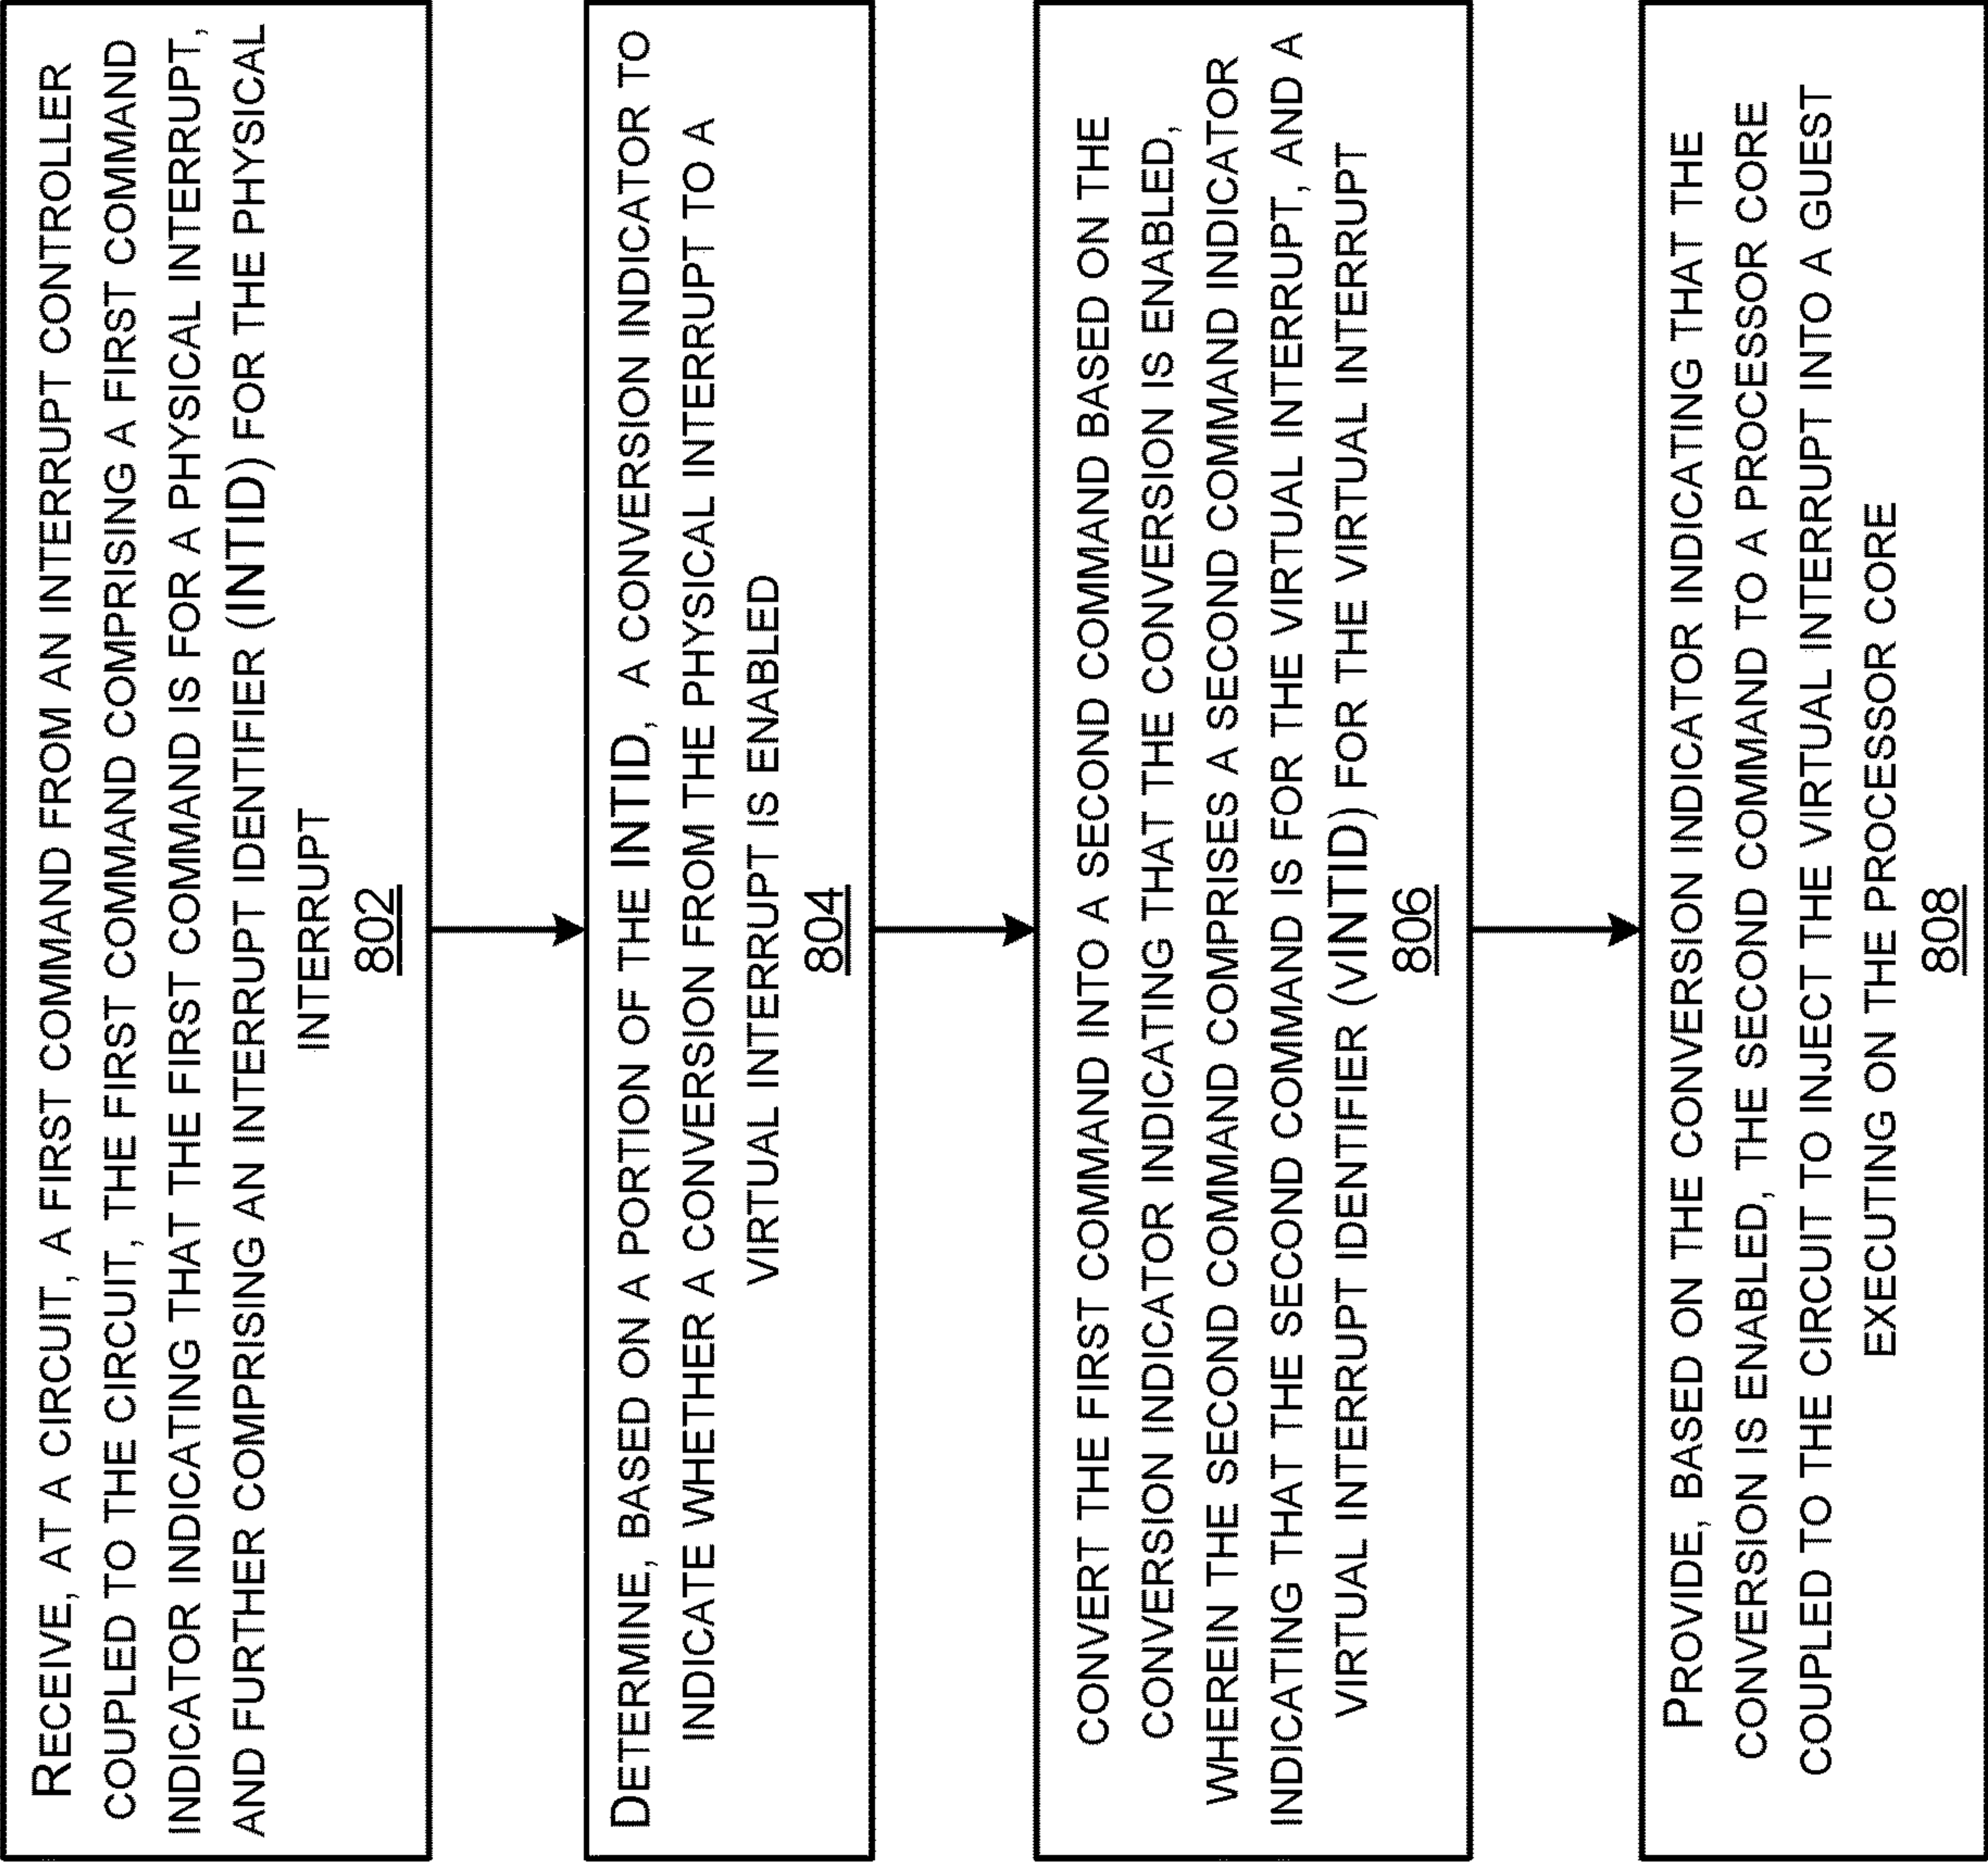 RECEIVE, AT A CIRCUIT, A FIRST COMMAND FROM AN INTERRUPT CONTROLLER
COUPLED TO THE CIRCUIT, THE FIRST COMMAND COMPRISING A FIRST COMMAND
INDICATOR INDICATING THAT THE FIRST COMMAND IS FOR A PHYSICAL INTERRUPT,
AND FURTHER COMPRISING AN INTERRUPT IDENTIFIER (INTID) FOR THE PHYSICAL
INTERRUPT
802
DETERMINE, BASED ON A PORTION OF THE INTID, A CONVERSION INDICATOR TO
INDICATE WHETHER A CONVERSION FROM THE PHYSICAL INTERRUPT TO A
VIRTUAL INTERRUPT IS ENABLED
804
CONVERT THE FIRST COMMAND INTO A SECOND COMMAND BASED ON THE
CONVERSION INDICATOR INDICATING THAT THE CONVERSION IS ENABLED,
WHEREIN THE SECOND COMMAND COMPRISES A SECOND COMMAND INDICATOR
INDICATING THAT THE SECOND COMMAND IS FOR THE VIRTUAL INTERRUPT, AND A
VIRTUAL INTERRUPT IDENTIFIER (VINTID) FOR THE VIRTUAL INTERRUPT
806
PROVIDE, BASED ON THE CONVERSION INDICATOR INDICATING THAT THE
CONVERSION IS ENABLED, THE SECOND COMMAND TO A PROCESSOR CORE
COUPLED TO THE CIRCUIT TO INJECT THE VIRTUAL INTERRUPT INTO A GUEST
EXECUTING ON THE PROCESSOR CORE
808